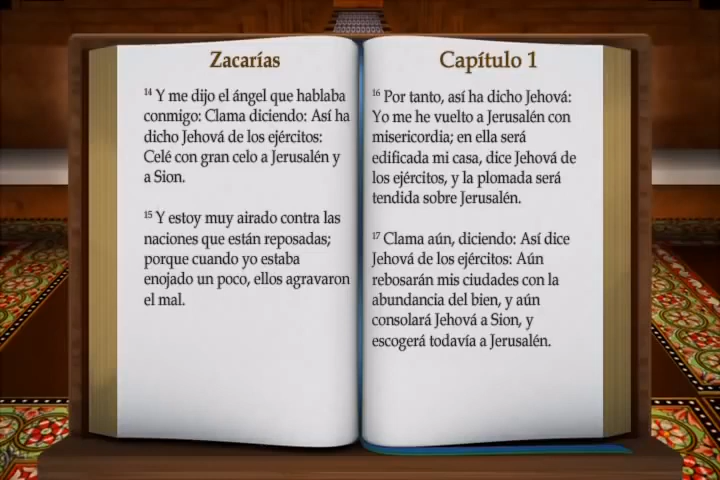 Zacarías
14 Y me dijo el ángel que hablaba
conmigo: Clama diciendo: Así ha
dicho Jehová de los ejércitos:
Celé con gran celo a Jerusalén y
a Sion.
15 Y estoy muy airado contra las
naciones que están reposadas;
porque cuando yo estaba
enojado un poco, ellos agravaron
el mal.
Capítulo 1
16 Por tanto, así ha dicho Jehová:
Yo me he vuelto a Jerusalén con
misericordia; en ella será
edificada mi casa, dice Jehová de
los ejércitos, y la plomada será
tendida sobre Jerusalén.
17 Clama aún, diciendo: Así dice
Jehová de los ejércitos: Aún
rebosarán mis ciudades con la
abundancia del bien, y aún
consolará Jehová a Sion, y
escogerá todavía a Jerusalén.